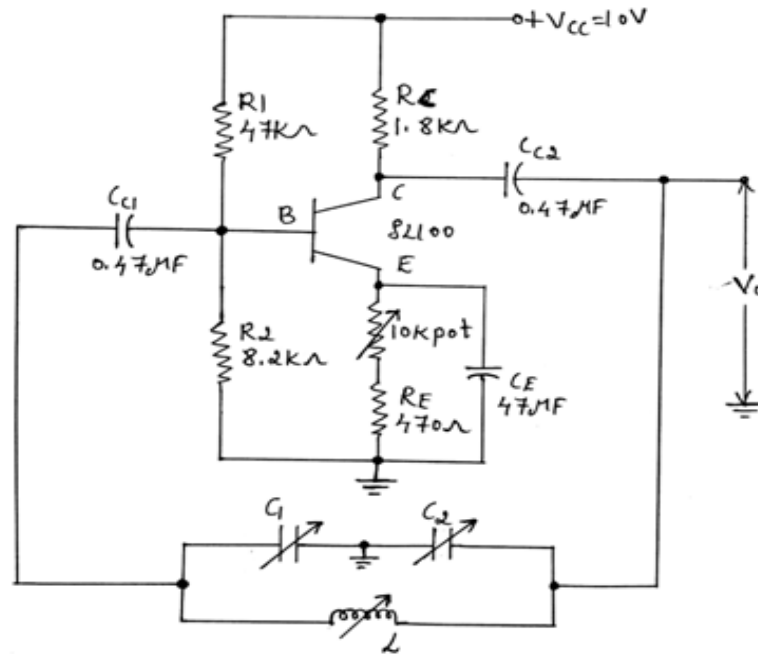 +VCC=10V
R1
47KΩ
RC
1.8KΩ
CC2
0.47μF
CC1
0.47μF
B
C
SL100
E
R2
8.2KΩ
10Kpot
RE
470Ω
CE
47μF
C1
C2
L